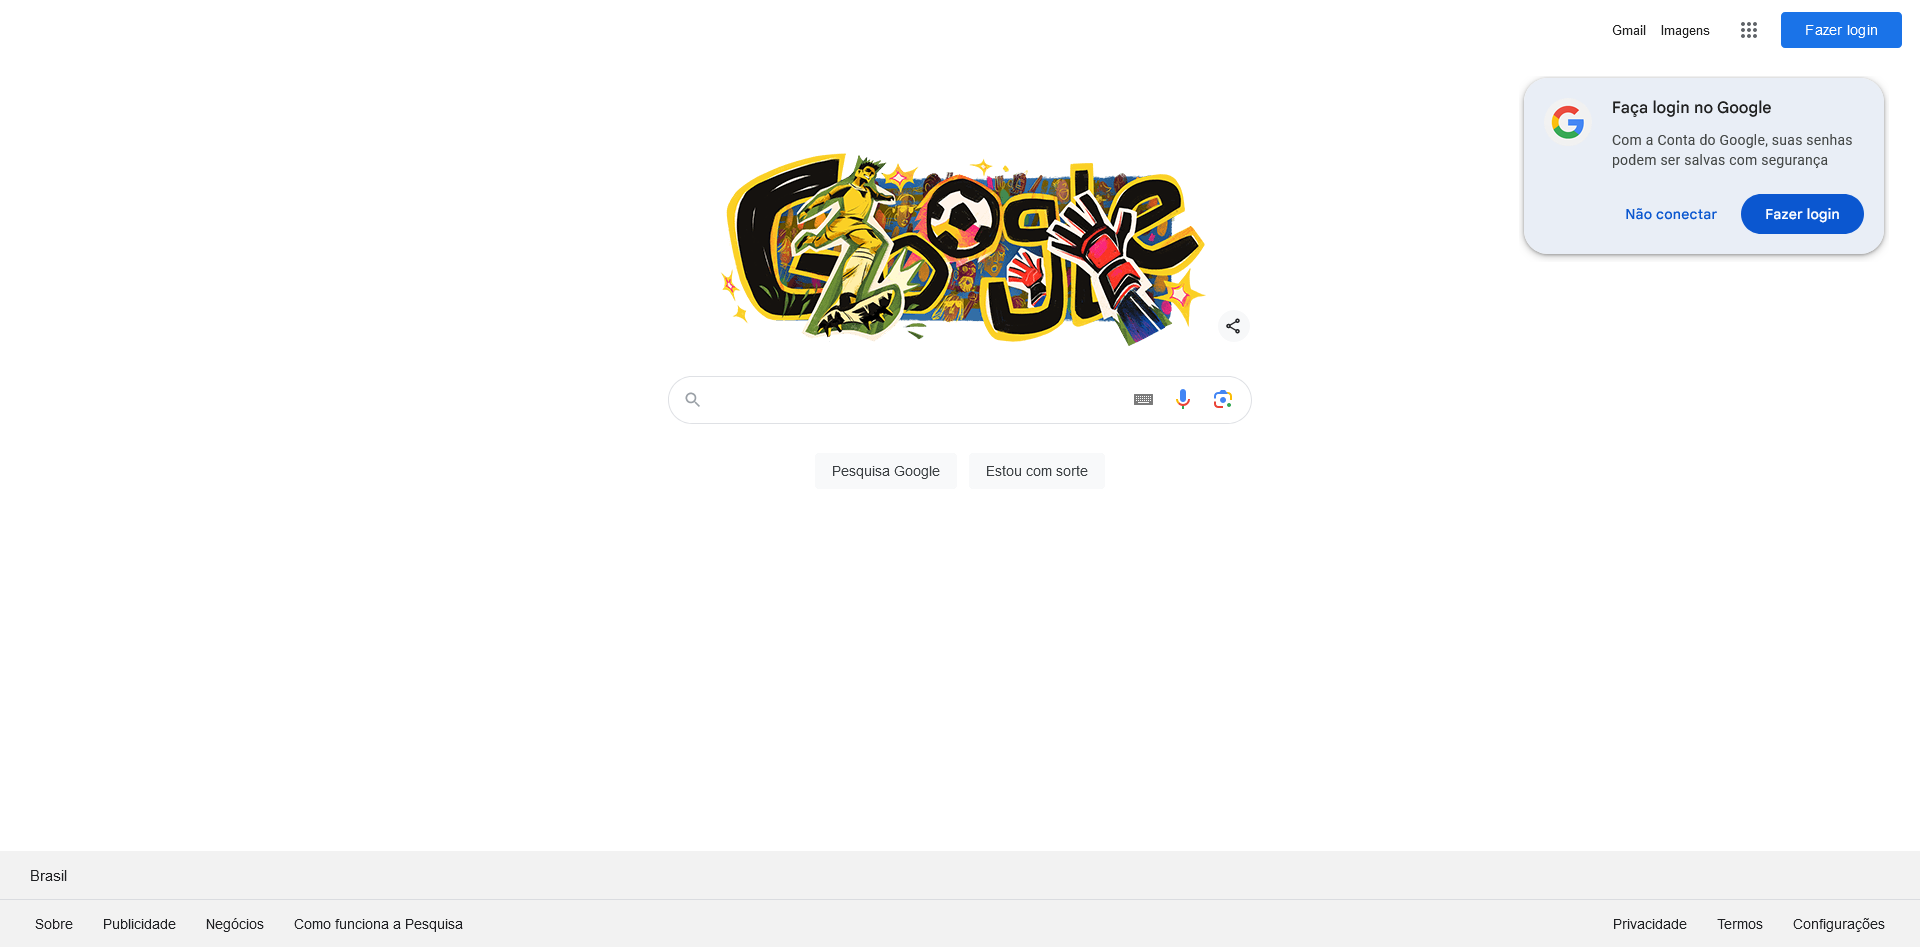 Gmail
Imagens
Fazer login
Faça login no Google
Com a Conta do Google, suas senhas
podem ser salvas com segurança
Não conectar
Fazer login
Google
Pesquisa Google
Estou com sorte
Brasil
Sobre
Publicidade
Negócios
Como funciona a Pesquisa
Privacidade
Termos
Configurações